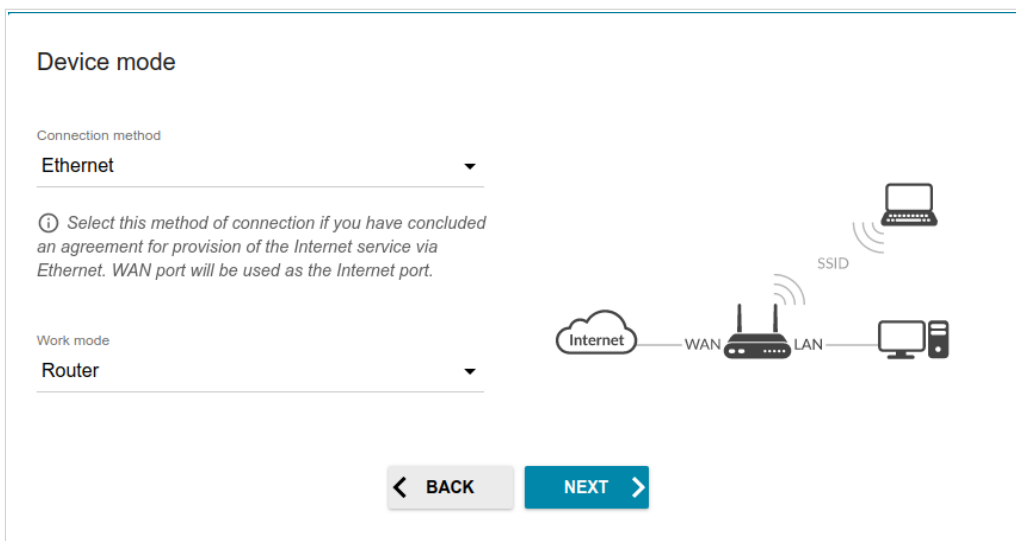 Device mode
Connection method
Ethernet
Select this method of connection if you have concluded
an agreement for provision of the Internet service via
Ethernet. WAN port will be used as the Internet port.
Work mode
Router
SSID
Internet
WAN
LAN
BACK
NEXT